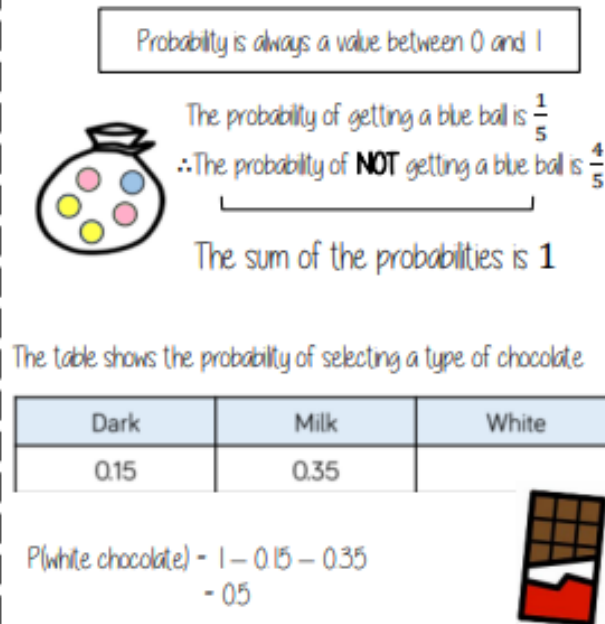 Probability is always a value between 0 and 1
The probability of getting a blue ball is 1/5
∴The probability of NOT getting a blue ball is 4/5
The sum of the probabilities is 1
The table shows the probability of selecting a type of chocolate
Dark Milk White
0.15 0.35
P(white chocolate) = 1 – 0.15 – 0.35
= 0.5